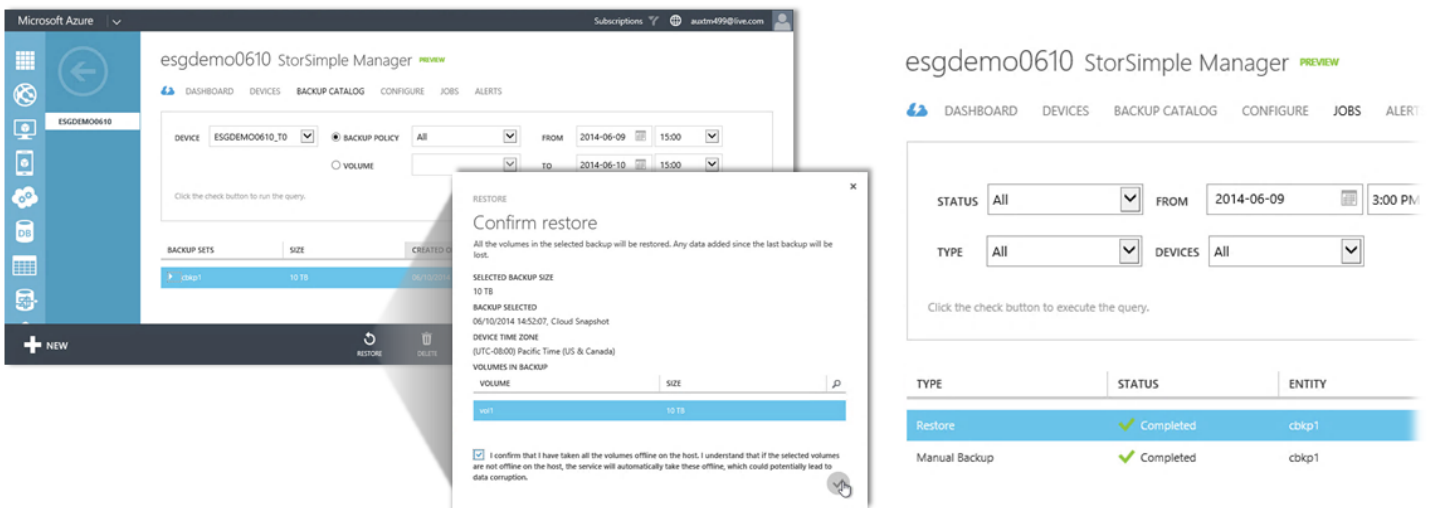 Microsoft Azure
Subscriptions
auxtm499@live.com
esgdemo0610 StorSimple Manager PREVIEW
DASHBOARD DEVICES BACKUP CATALOG CONFIGURE JOBS ALERTS
ESGDEMO0610
DEVICE ESGDEMO0610_T0 BACKUP POLICY All FROM 2014-06-09 15:00
VOLUME TO 2014-06-10 15:00
Click the check button to run the query.
BACKUP SETS SIZE CREATED
cbkp1 10 TB 06/10/2014
DB
NEW
RESTORE
DELETE
RESTORE
Confirm restore
All the volumes in the selected backup will be restored. Any data added since the last backup will be
lost.
SELECTED BACKUP SIZE
10 TB
BACKUP SELECTED
06/10/2014 14:52:07, Cloud Snapshot
DEVICE TIME ZONE
(UTC-08:00) Pacific Time (US & Canada)
VOLUMES IN BACKUP
VOLUME SIZE
vol1 10 TB
I confirm that I have taken all the volumes offline on the host. I understand that if the selected volumes
are not offline on the host, the service will automatically take these offline, which could potentially lead to
data corruption.
esgdemo0610 StorSimple Manager PREVIEW
DASHBOARD DEVICES BACKUP CATALOG CONFIGURE JOBS ALERT
STATUS All FROM 2014-06-09 3:00 PM
TYPE All DEVICES All
Click the check button to execute the query.
TYPE STATUS ENTITY
Restore Completed cbkp1
Manual Backup Completed cbkp1